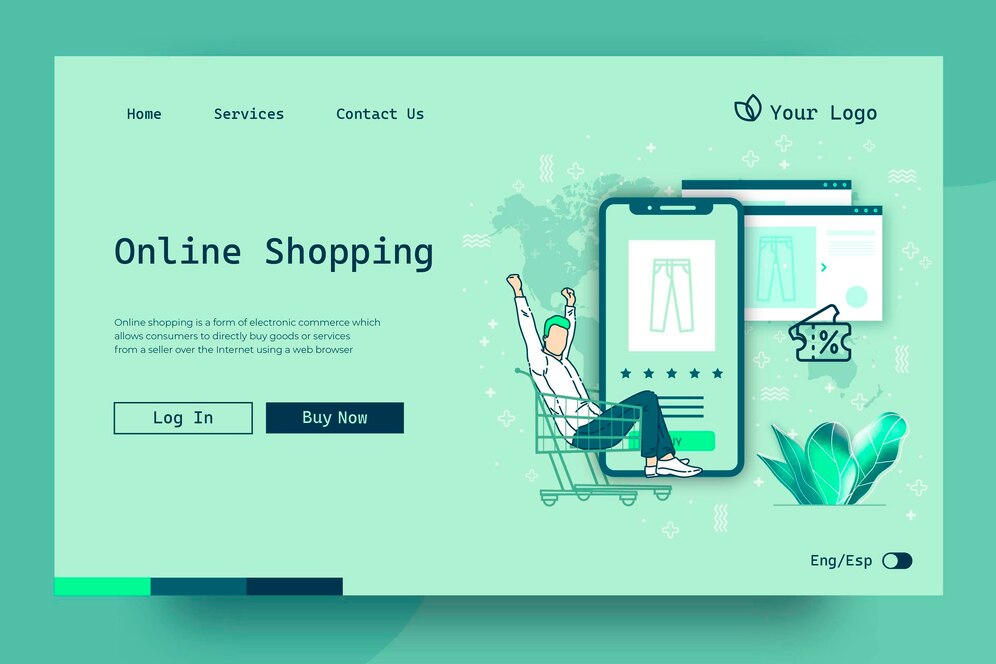 Home
Services
Contact Us
Your Logo
Online Shopping
Online shopping is a form of electronic commerce which
allows consumers to directly buy goods or services
from a seller over the Internet using a web browser
Log In
Buy Now
%
Eng/Esp